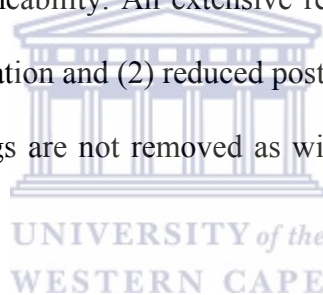 cability. An extensive re
ation and (2) reduced post
gs are not removed as wi
UNIVERSITY of the
WESTERN CAPE